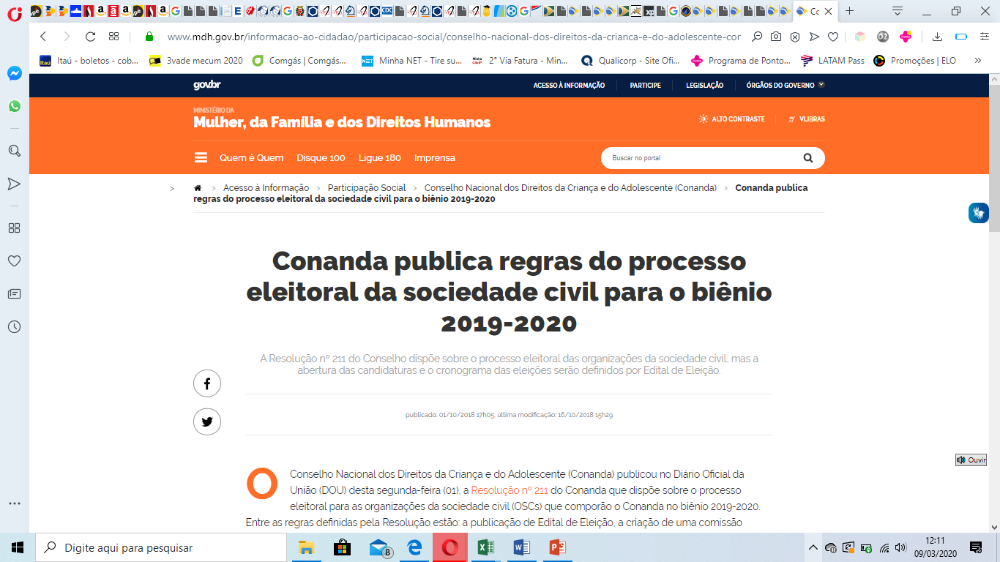 Cc
www.mdh.gov.br/informacao-ao-cidadao/participacao-social/conselho-nacional-dos-direitos-da-crianca-e-do-adolescente-cor
Itaú - boletos - cob...
3vade mecum 2020
Comgás | Comgás...
Minha NET - Tire su...
2° Via Fatura - Min...
Qualicorp - Site Ofi...
Programa de Ponto...
LATAM Pass
Promoções | ELO
»
gov.br
ACESSO À INFORMAÇÃO
PARTICIPE
LEGISLAÇÃO
ÓRGÃOS DO GOVERNO
MINISTÉRIO DA
Mulher, da Família e dos Direitos Humanos
ALTO CONTRASTE
VLIBRAS
Quem é Quem
Disque 100
Ligue 180
Imprensa
Buscar no portal
> Acesso à Informação > Participação Social > Conselho Nacional dos Direitos da Criança e do Adolescente (Conanda) > Conanda publica
regras do processo eleitoral da sociedade civil para o biênio 2019-2020
Conanda publica regras do processo
eleitoral da sociedade civil para o biênio
2019-2020
A Resolução nº 211 do Conselho dispõe sobre o processo eleitoral das organizações da sociedade civil, mas a
abertura das candidaturas e o cronograma das eleições serão definidos por Edital de Eleição.
publicado: 01/10/2018 17h05, última modificação: 16/10/2018 15h29
Ouvir
O Conselho Nacional dos Direitos da Criança e do Adolescente (Conanda) publicou no Diário Oficial da
União (DOU) desta segunda-feira (01), a Resolução nº 211 do Conanda que dispõe sobre o processo
eleitoral para as organizações da sociedade civil (OSCs) que comporão o Conanda no biênio 2019-2020.
Entre as regras definidas pela Resolução estão: a publicação de Edital de Eleição, a criação de uma comissão
Digite aqui para pesquisar
8
12:11
09/03/2020